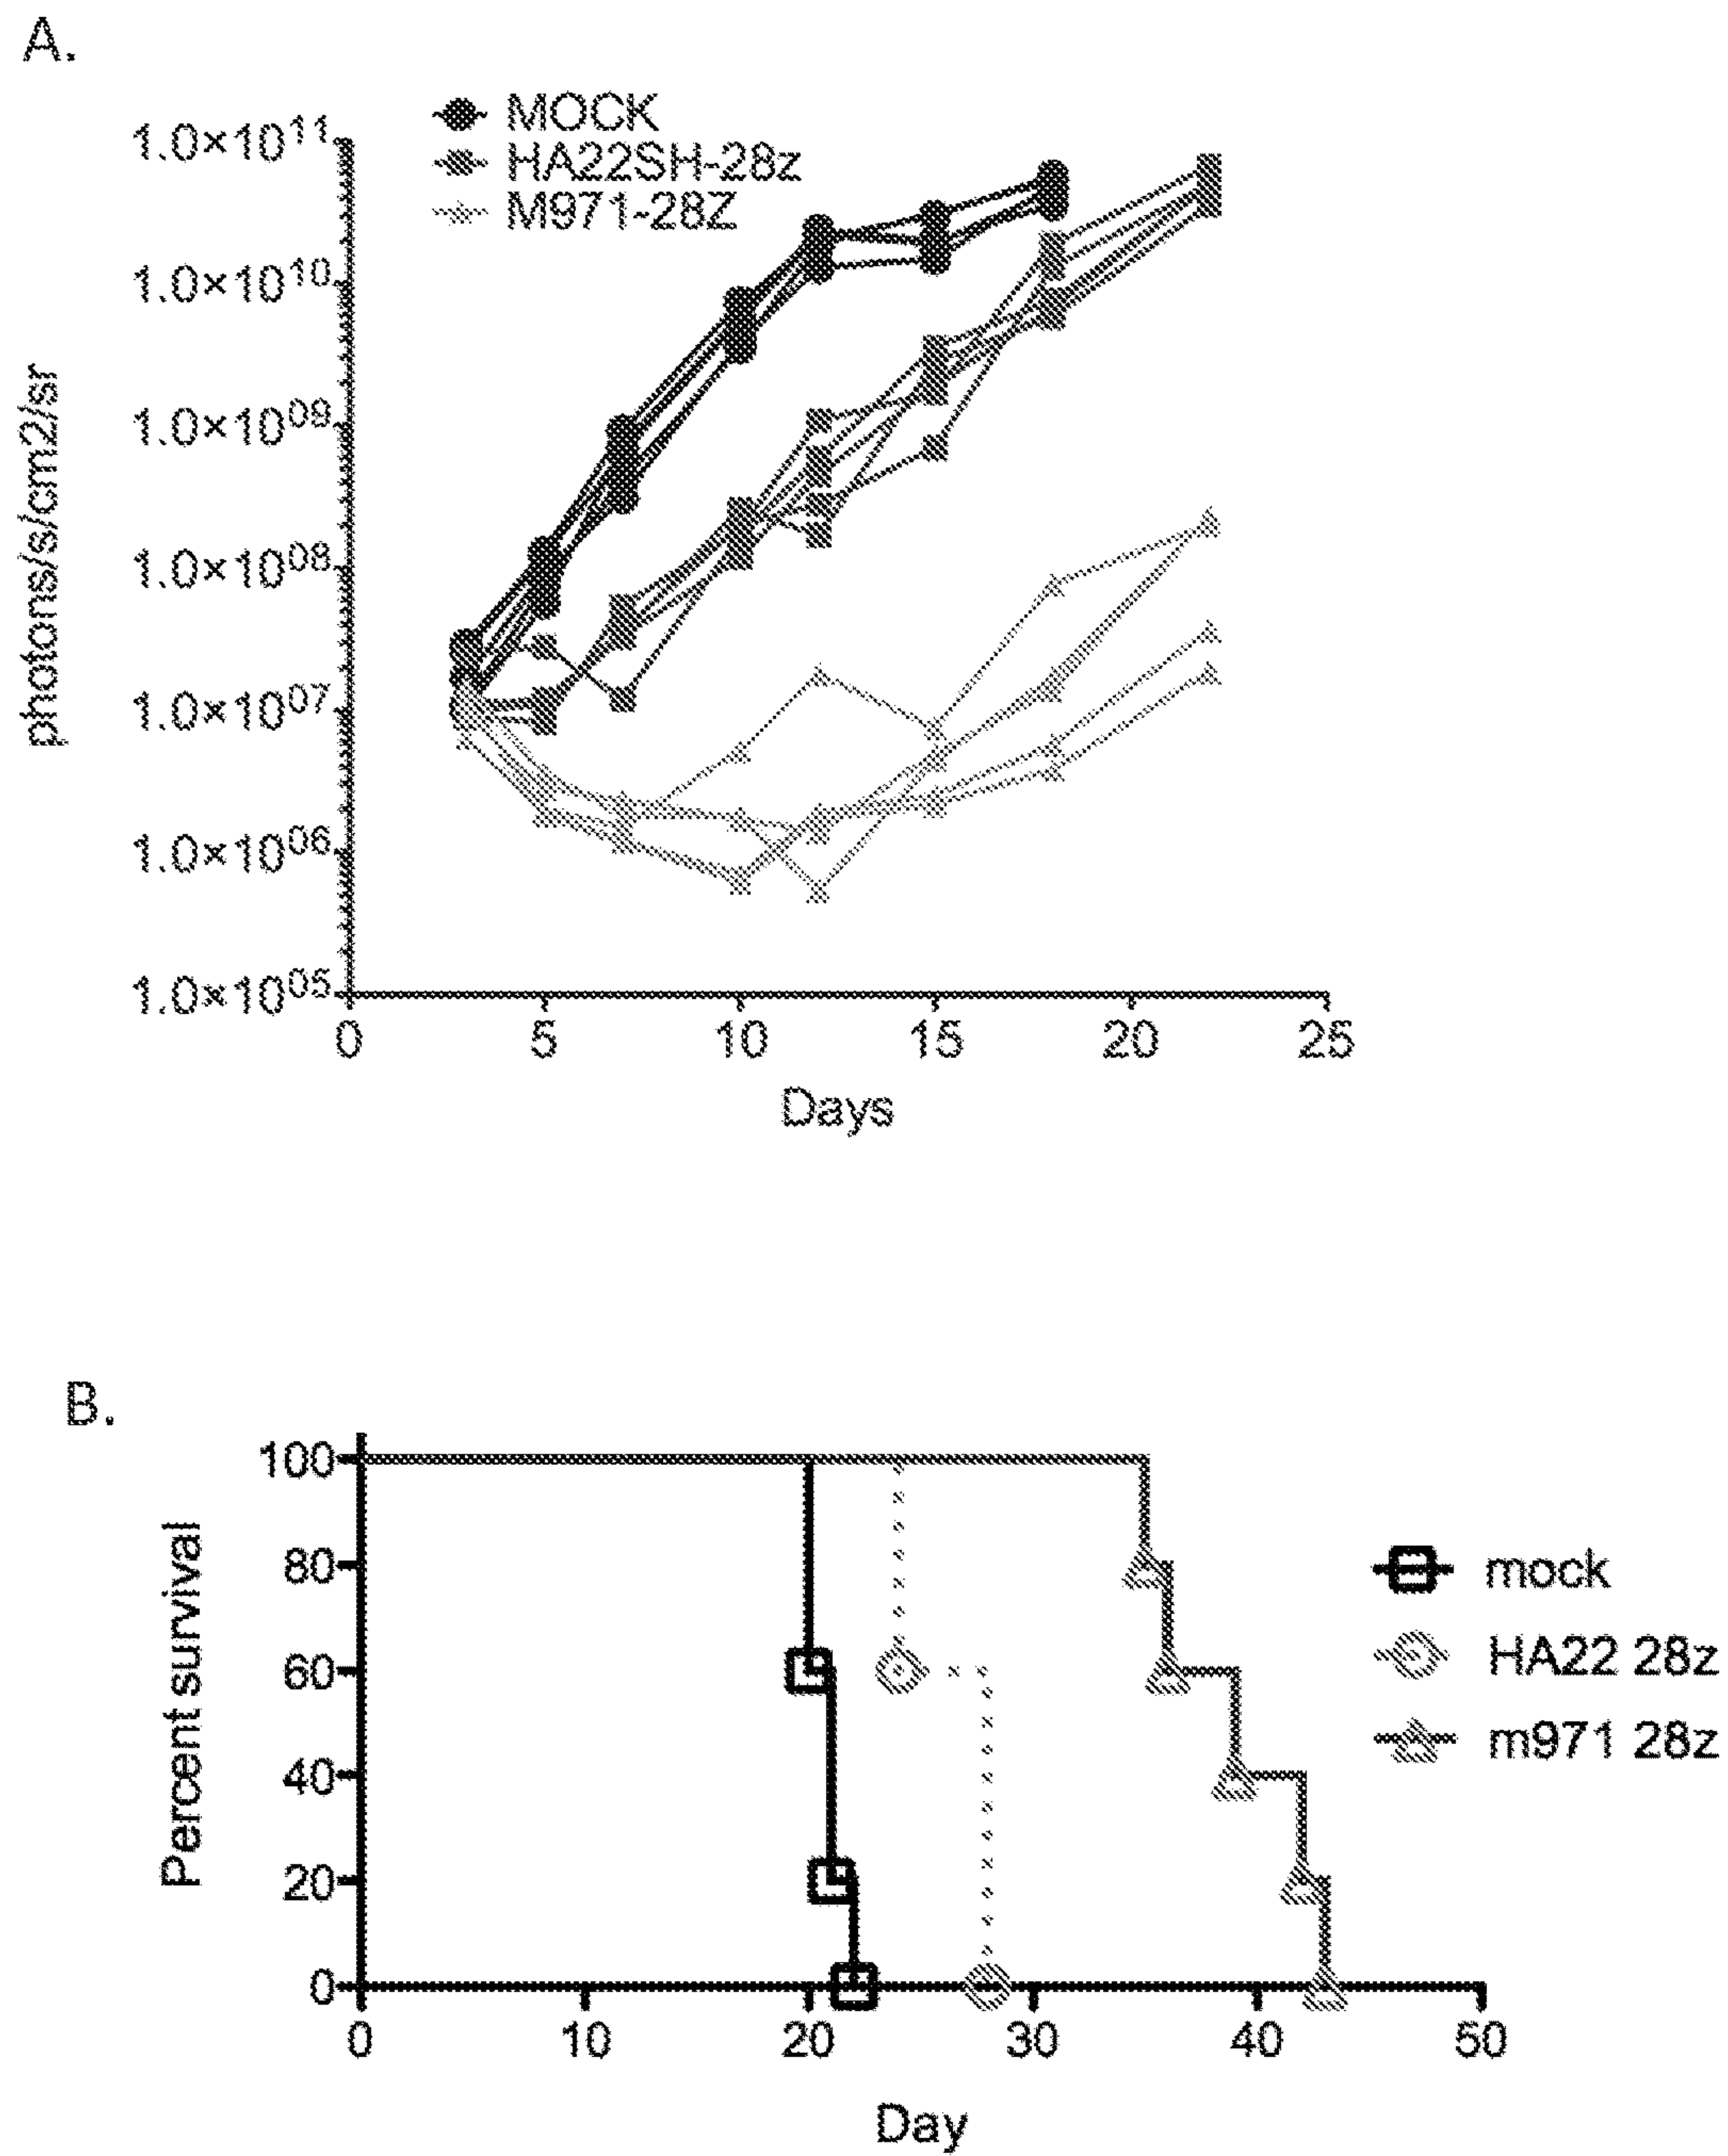 A.
MOCK
HA22SH-28z
M971-28Z
1.0×10¹¹
1.0×10¹⁰
1.0×10⁰⁹
1.0×10⁰⁸
1.0×10⁰⁷
1.0×10⁰⁶
1.0×10⁰⁵
photons/s/cm2/sr
0 5 10 15 20 25
Days
B.
100
80
60
40
20
0
Percent survival
mock
HA22 28z
m971 28z
0 10 20 30 40 50
Day